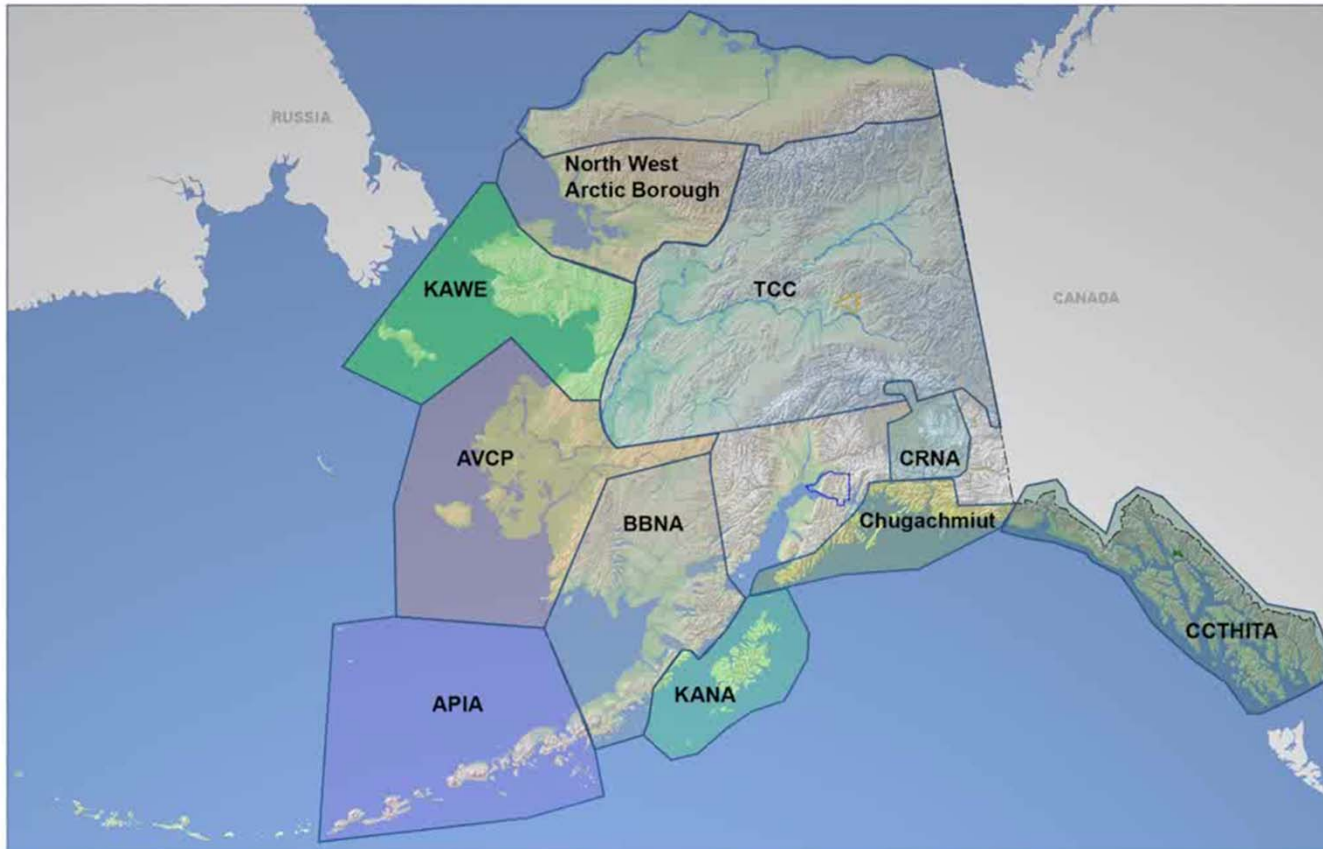 RUSSIA
North West
Arctic Borough
KAWE
TCC
CANADA
AVCP
CRNA
BBNA
Chugachmiut
CCTHITA
KANA
APIA